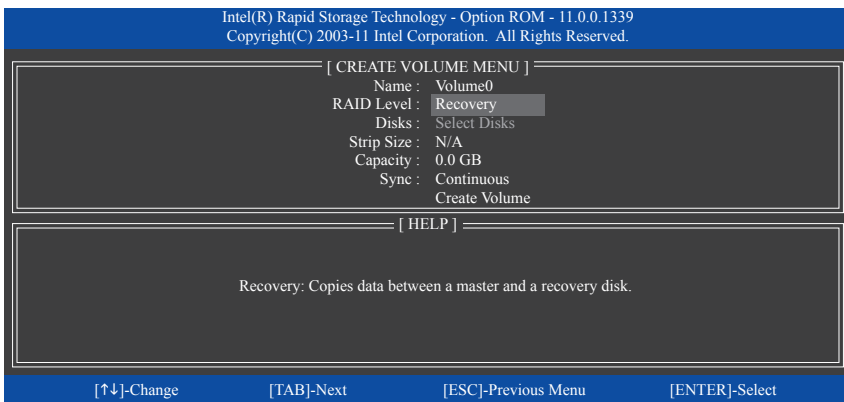 Intel(R) Rapid Storage Technology - Option ROM - 11.0.0.1339
Copyright(C) 2003-11 Intel Corporation. All Rights Reserved.
[ CREATE VOLUME MENU ]
Name : Volume0
RAID Level : Recovery
Disks : Select Disks
Strip Size : N/A
Capacity : 0.0 GB
Sync : Continuous
Create Volume
[ HELP ]
Recovery: Copies data between a master and a recovery disk.
[↑↓]-Change [TAB]-Next [ESC]-Previous Menu [ENTER]-Select